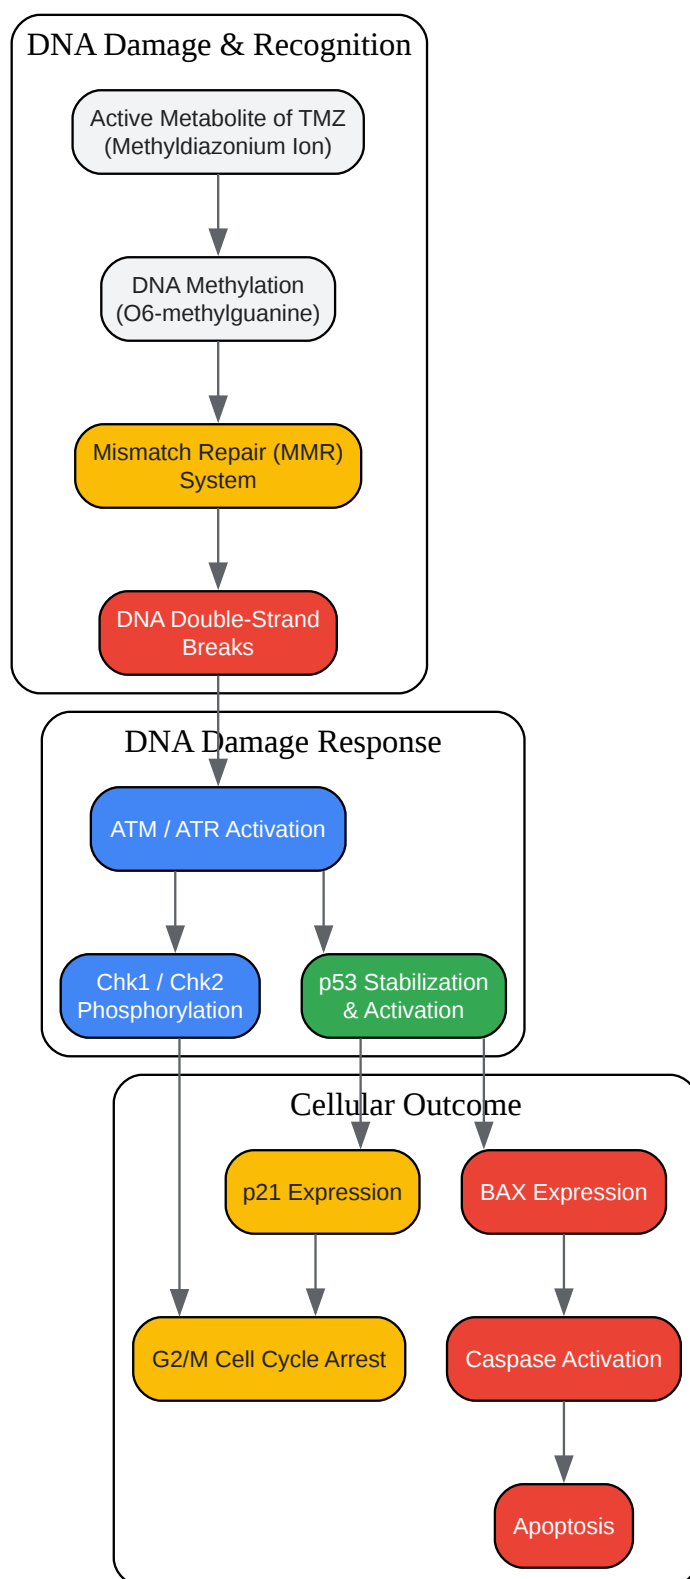 DNA Damage & Recognition
Active Metabolite of TMZ
(Methyldiazonium Ion)
DNA Methylation
(O6-methylguanine)
Mismatch Repair (MMR)
System
DNA Double-Strand
Breaks
DNA Damage Response
ATM / ATR Activation
Chk1 / Chk2
Phosphorylation
p53 Stabilization
& Activation
Cellular Outcome
p21 Expression
BAX Expression
G2/M Cell Cycle Arrest
Caspase Activation
Apoptosis